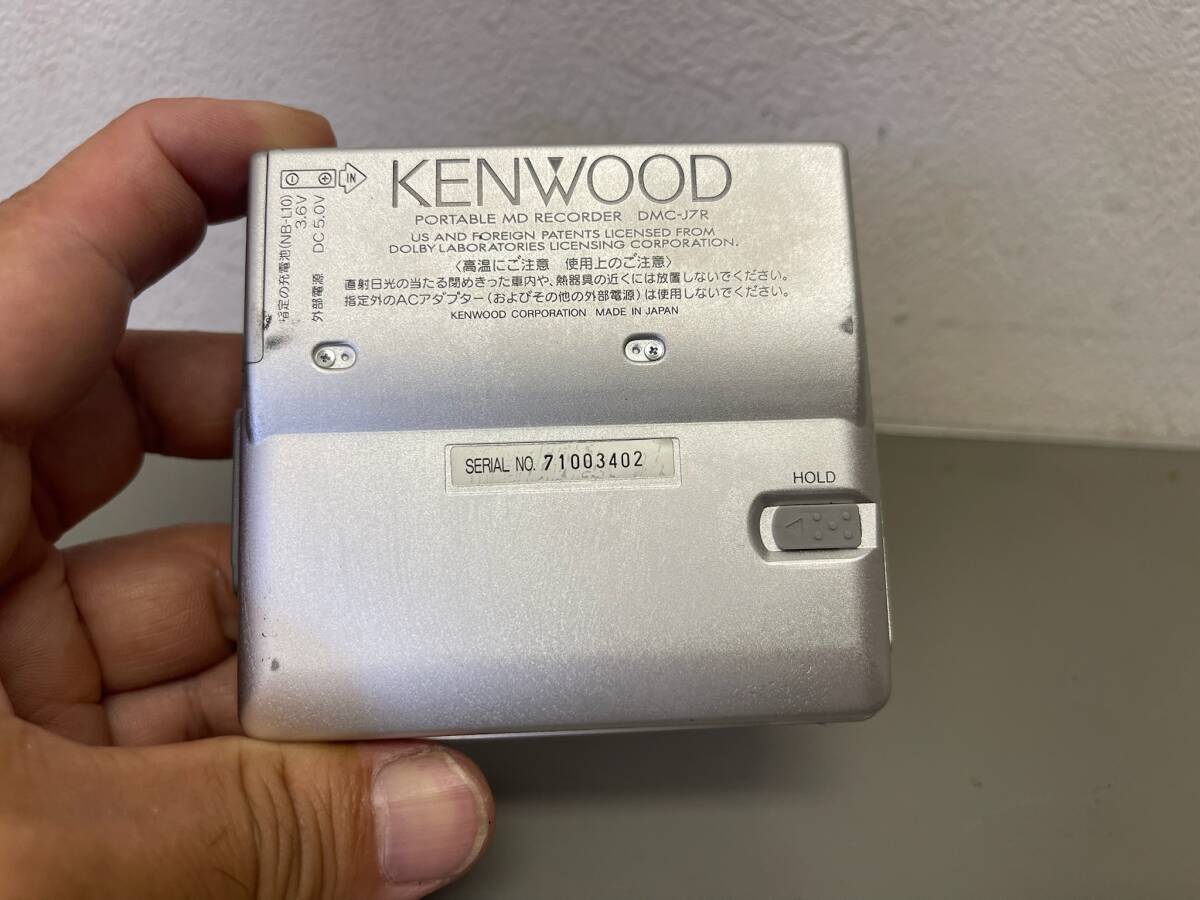 KENWOOD
PORTABLE MD RECORDER DMC-J7R
US AND FOREIGN PATENTS LICENSED FROM
DOLBY LABORATORIES LICENSING CORPORATION.
〈高温にご注意 使用上のご注意〉
直射日光の当たる閉めきった車内や、熱器具の近くには放置しないでください。
指定外のACアダプター(およびその他の外部電源)は使用しないでください。
KENWOOD CORPORATION MADE IN JAPAN
IN
指定の充電池(NB-L10) 3.6V
外部電源 DC 5.0V
SERIAL NO. 71003402
HOLD